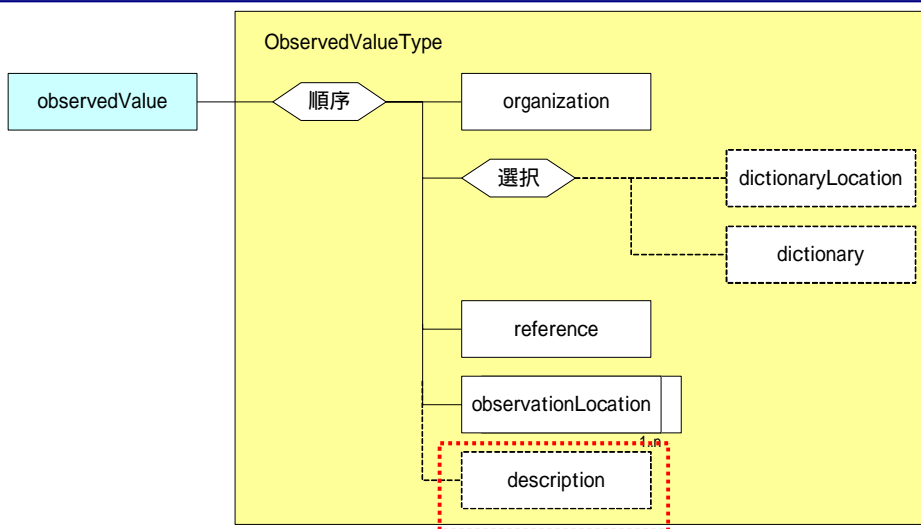 ObservedValueType
observedValue
順序
organization
選択
dictionaryLocation
dictionary
reference
observationLocation
1..n
description